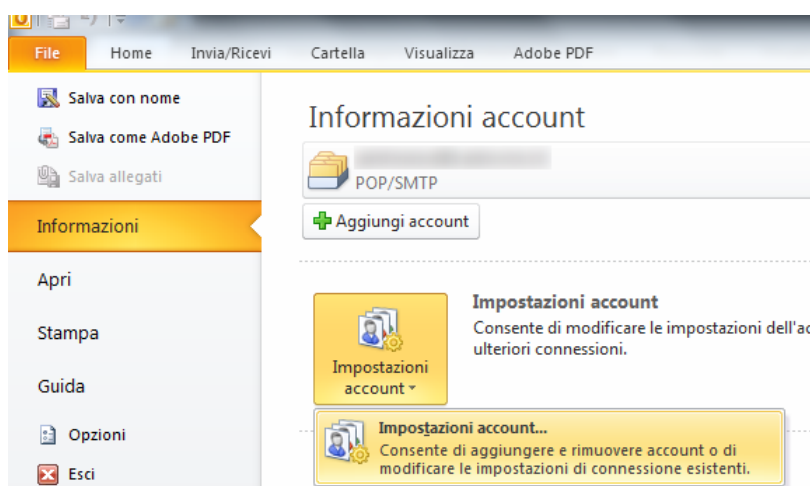 File Home Invia/Ricevi Cartella Visualizza Adobe PDF
Salva con nome
Salva come Adobe PDF
Salva allegati
Informazioni
Apri
Stampa
Guida
Opzioni
Esci
Informazioni account
POP/SMTP
Aggiungi account
Impostazioni
account
Impostazioni account
Consente di modificare le impostazioni dell'ac
ulteriori connessioni.
Impostazioni account...
Consente di aggiungere e rimuovere account o di
modificare le impostazioni di connessione esistenti.